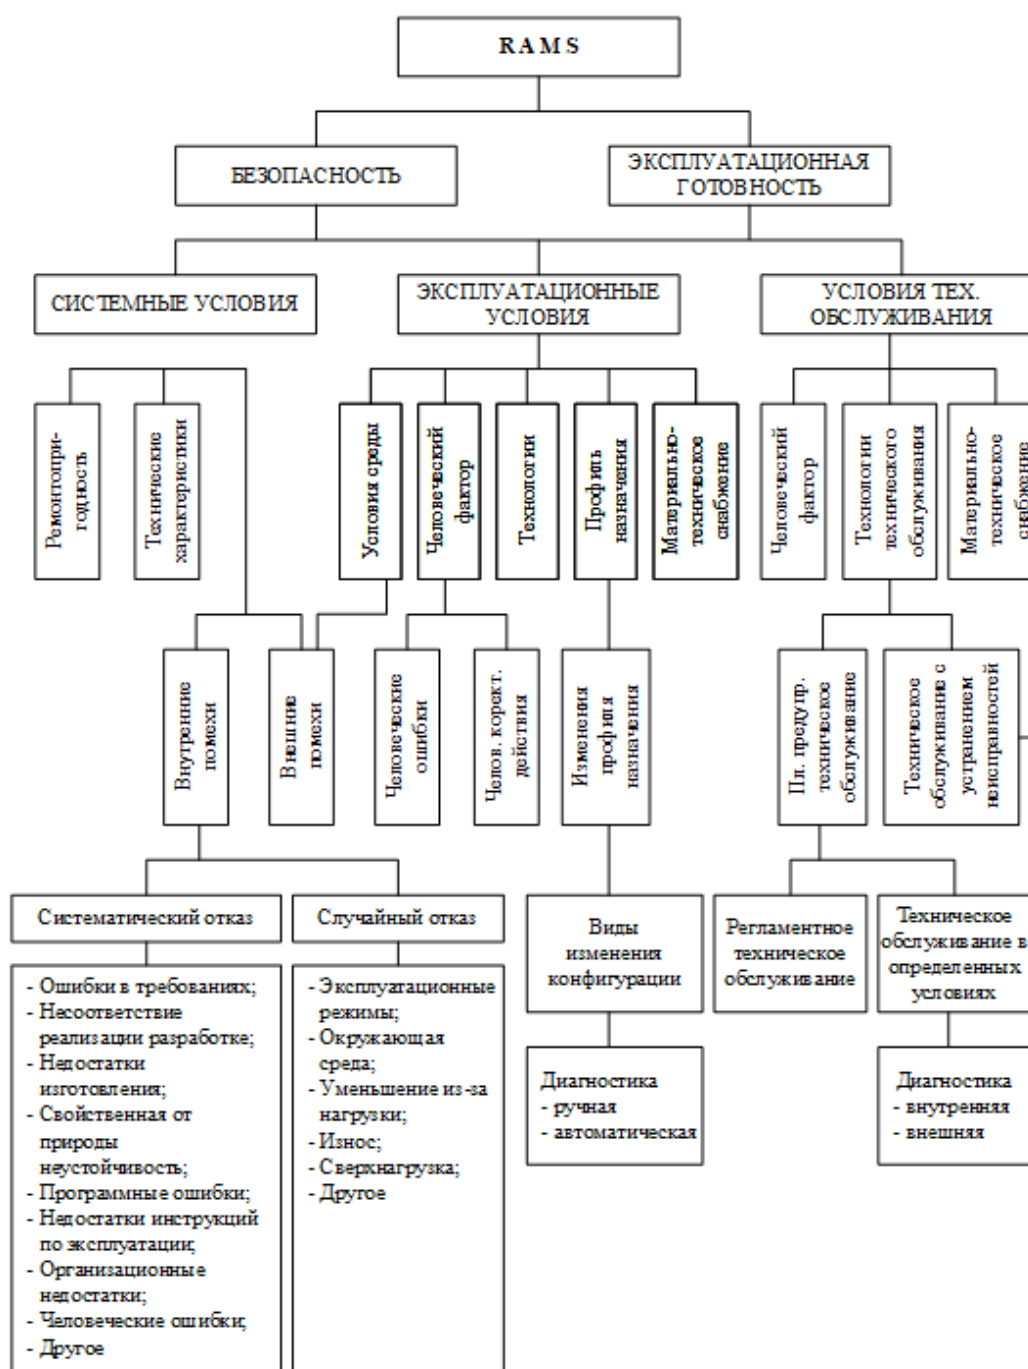 RAMS
БЕЗОПАСНОСТЬ
ЭКСПЛУАТАЦИОННАЯ
ГОТОВНОСТЬ
СИСТЕМНЫЕ УСЛОВИЯ
ЭКСПЛУАТАЦИОННЫЕ
УСЛОВИЯ
УСЛОВИЯ ТЕХ.
ОБСЛУЖИВАНИЯ
Ремонтопри-
годность
Технические
характеристики
Условия среды
Человеческий
фактор
Технологии
Профиль
назначения
Материально-
техническое
снабжение
Человеческий
фактор
Технологии
технического
обслуживания
Материально-
техническое
снабжение
Внутренние
помехи
Внешние
помехи
Человеческие
ошибки
Челов. корект.
действия
Изменения
профиля
назначения
Пл. предупр.
техническое
обслуживание
Техническое
обслуживание с
устранением
неисправностей
Систематический отказ
Случайный отказ
Виды
изменения
конфигурации
Регламентное
техническое
обслуживание
Техническое
обслуживание в
определенных
условиях
- Ошибки в требованиях;
- Несоответствие
реализации разработке;
- Недостатки
изготовления;
- Свойственная от
природы
неустойчивость;
- Программные ошибки;
- Недостатки инструкций
по эксплуатации;
- Организационные
недостатки;
- Человеческие ошибки;
- Другое
- Эксплуатационные
режимы;
- Окружающая
среда;
- Уменьшение из-за
нагрузки;
- Износ;
- Сверхнагрузка;
- Другое
Диагностика
- ручная
- автоматическая
Диагностика
- внутренняя
- внешняя